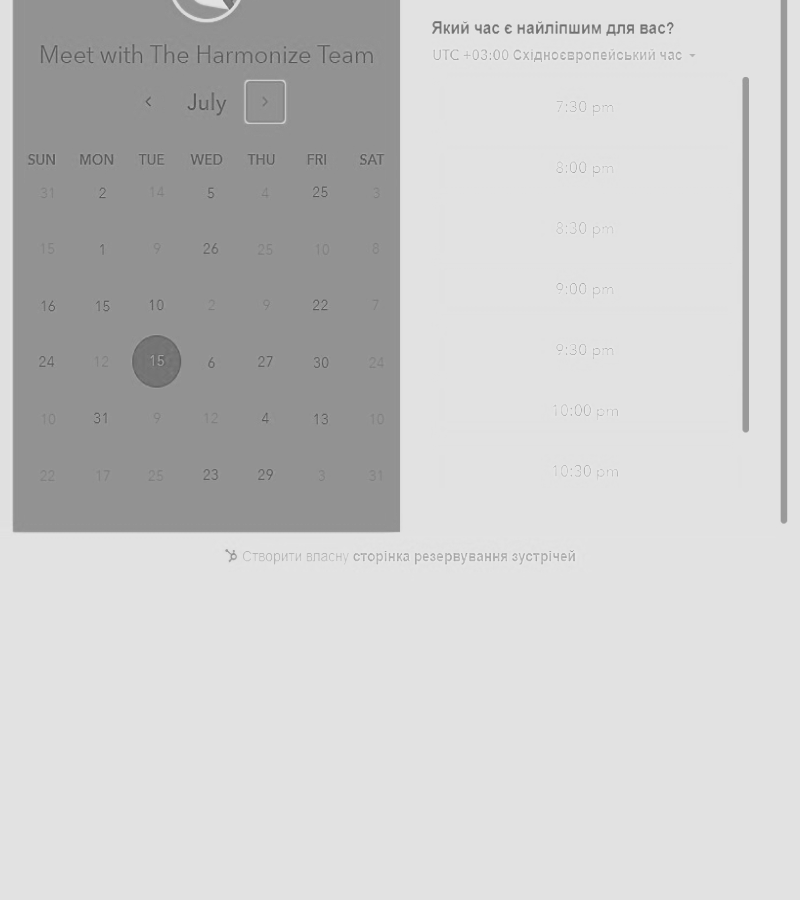 Meet with The Harmonize Team
July
SUN MON TUE WED THU FRI SAT
31 2 14 5 4 25 3
15 1 9 26 25 10 8
16 15 10 2 9 22 7
24 12 15 6 27 30 24
10 31 9 12 4 13 10
22 17 25 23 29 3 31
Який час є найліпшим для вас?
UTC +03:00 Східноєвропейський час
7:30 pm
8:00 pm
8:30 pm
9:00 pm
9:30 pm
10:00 pm
10:30 pm
Створити власну сторінка резервування зустрічей